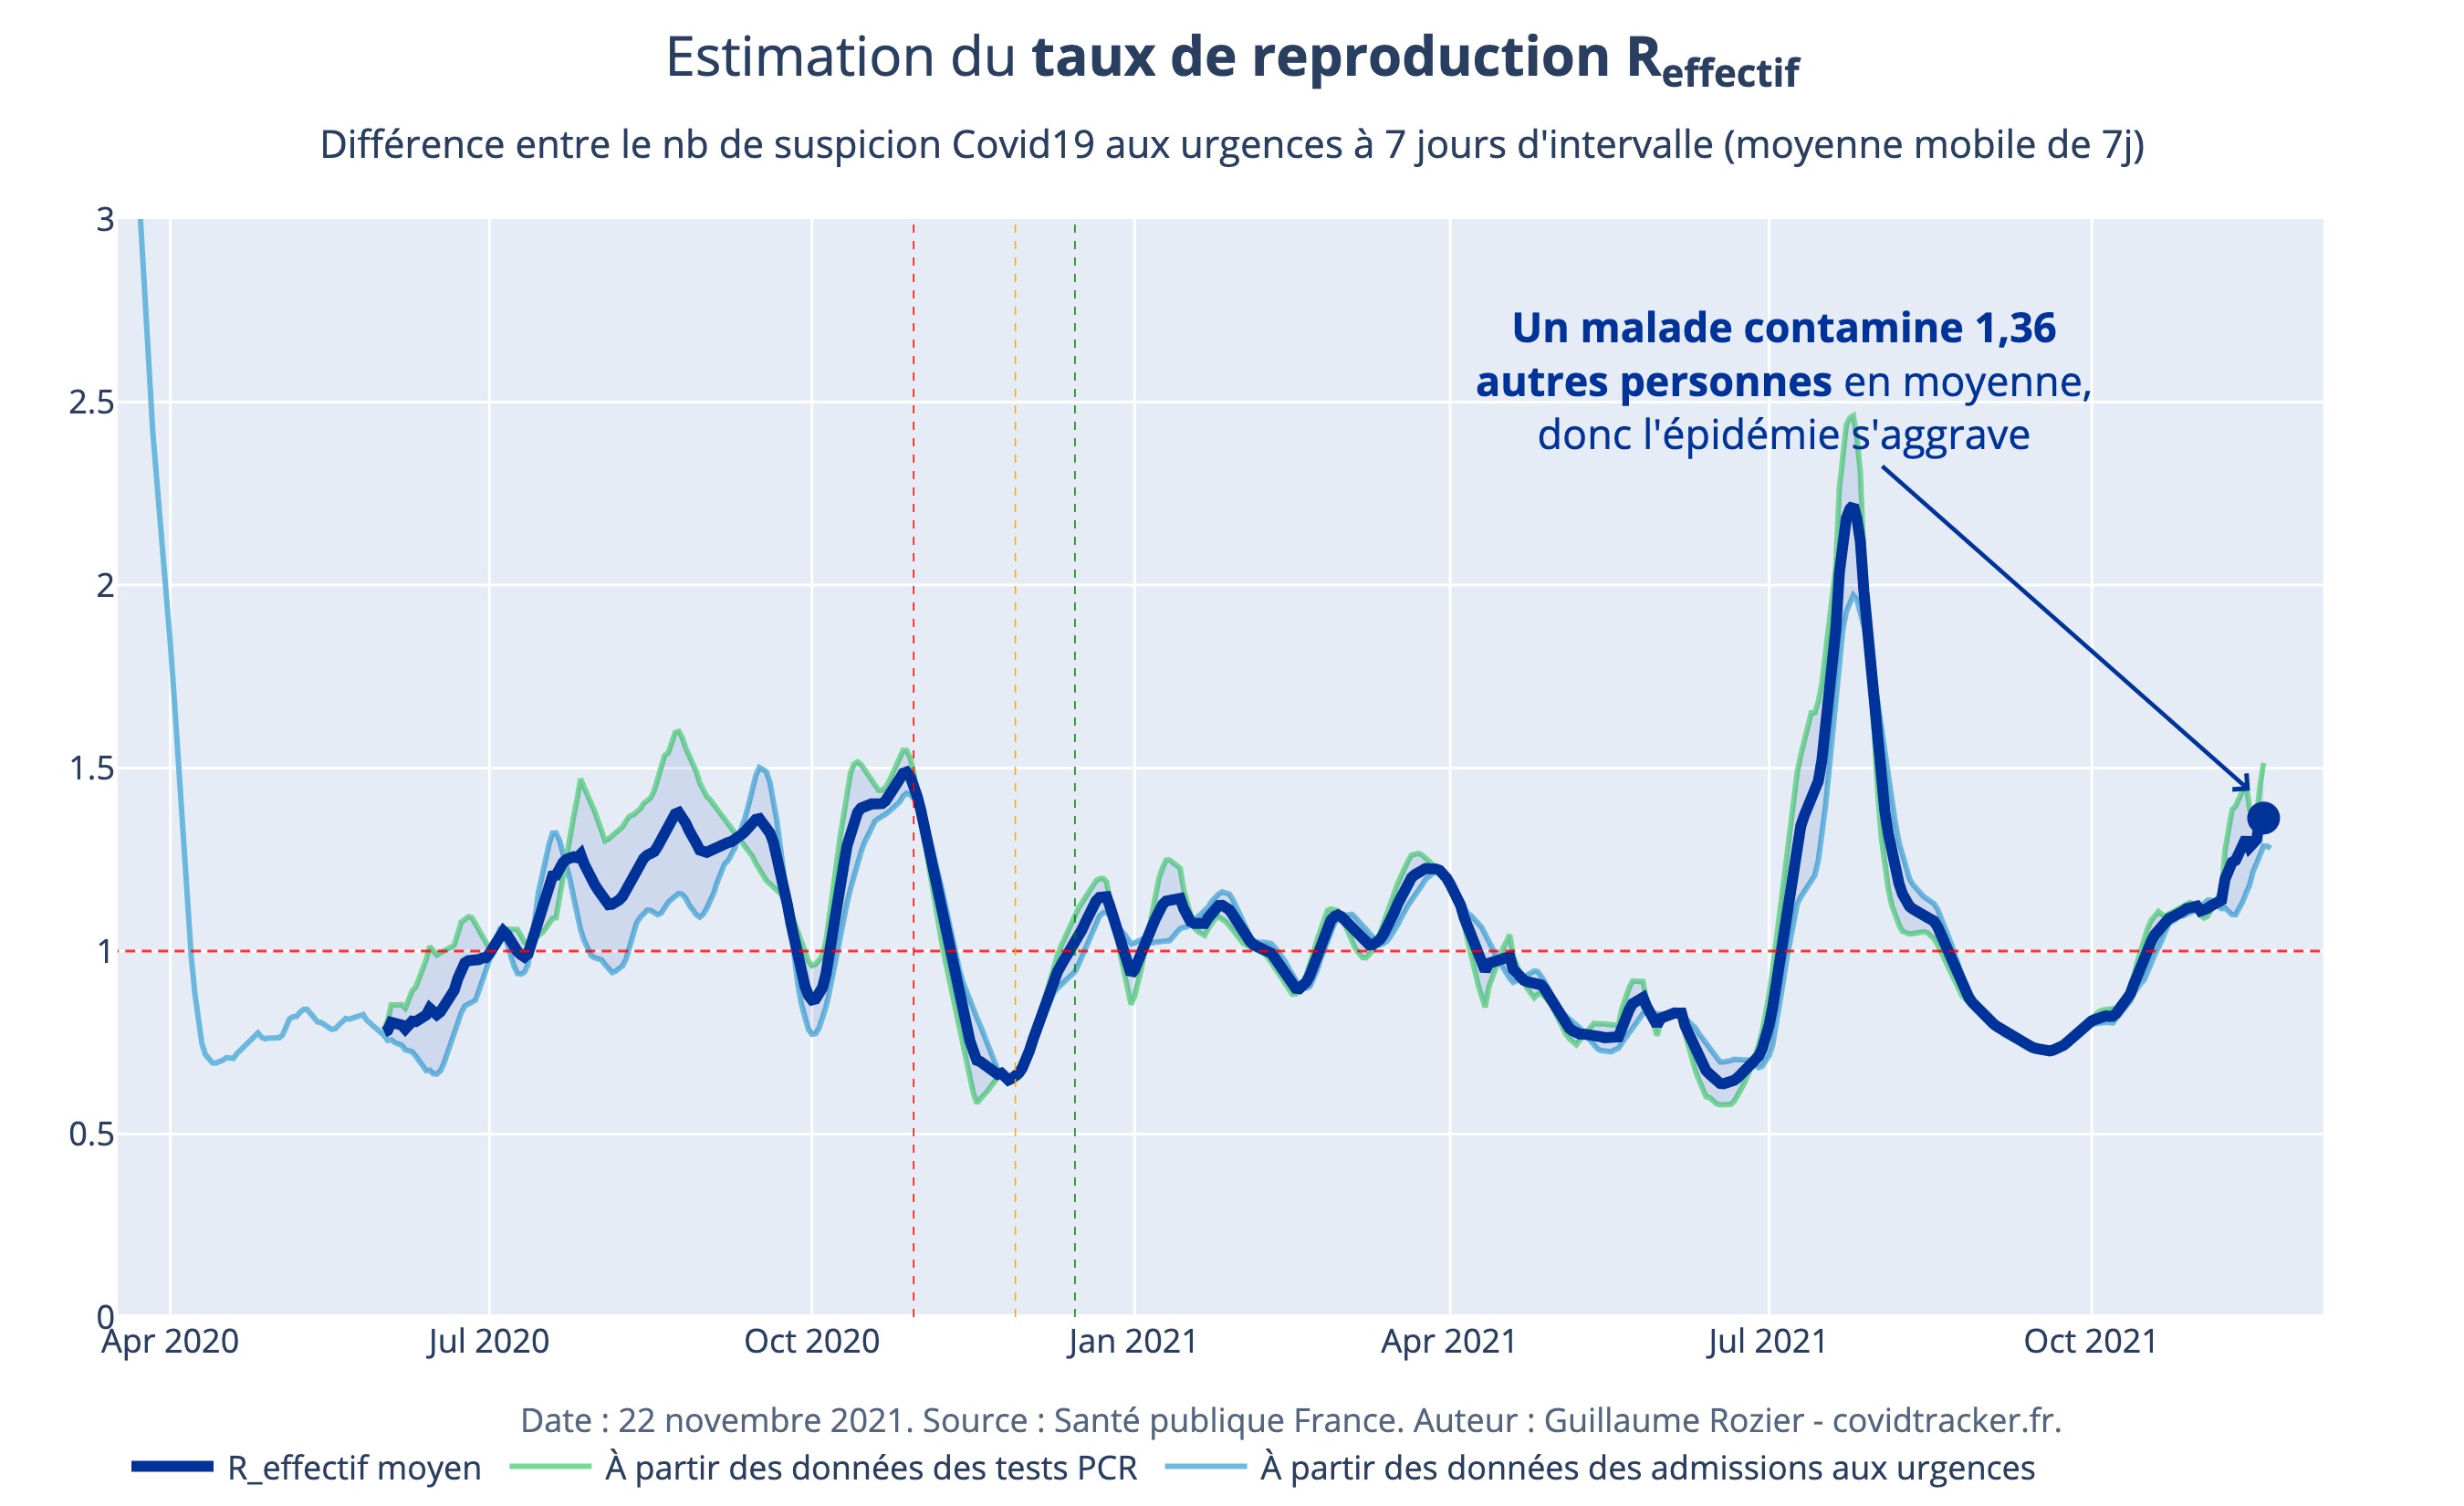 Estimation du taux de reproduction Reffectif
Différence entre le nb de suspicion Covid19 aux urgences à 7 jours d'intervalle (moyenne mobile de 7j)
3
2.5
2
1.5
1
0.5
0
Un malade contamine 1,36
autres personnes en moyenne,
donc l'épidémie s'aggrave
Apr 2020 Jul 2020 Oct 2020 Jan 2021 Apr 2021 Jul 2021 Oct 2021
Date : 22 novembre 2021. Source : Santé publique France. Auteur : Guillaume Rozier - covidtracker.fr.
R_effectif moyen À partir des données des tests PCR À partir des données des admissions aux urgences